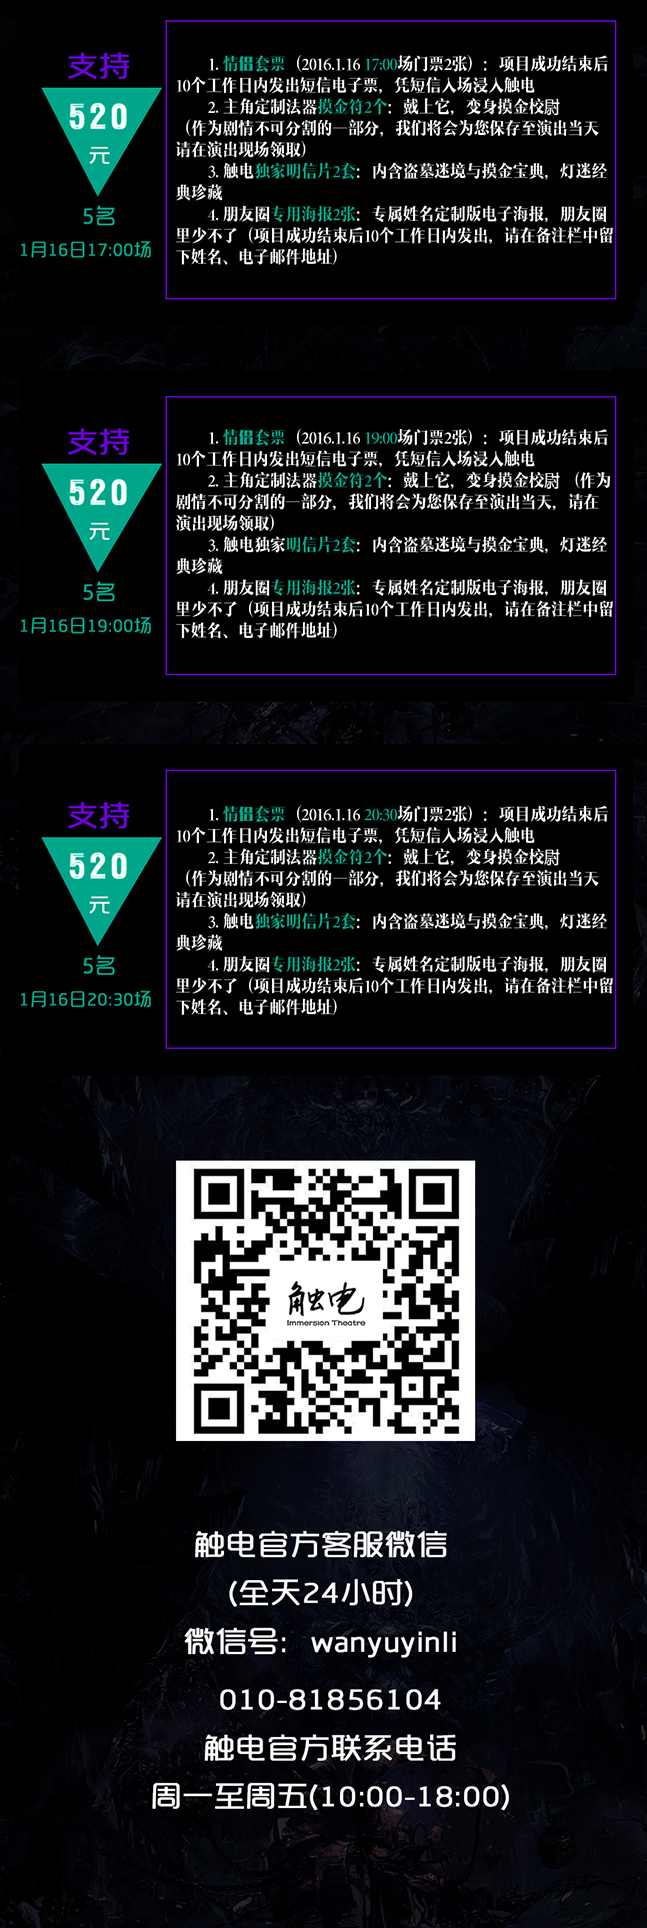 支持
520
元
5名
1月16日17:00场
1. 情侣套票（2016.1.16 17:00场门票2张）：项目成功结束后
10个工作日内发出短信电子票，凭短信入场浸入触电
2. 主角定制法器摸金符2个：戴上它，变身摸金校尉
（作为剧情不可分割的一部分，我们将会为您保存至演出当天
请在演出现场领取）
3. 触电独家明信片2套：内含盗墓迷境与摸金宝典，灯迷经
典珍藏
4. 朋友圈专用海报2张：专属姓名定制版电子海报，朋友圈
里少不了（项目成功结束后10个工作日内发出，请在备注栏中留
下姓名、电子邮件地址）
支持
520
元
5名
1月16日19:00场
1. 情侣套票（2016.1.16 19:00场门票2张）：项目成功结束后
10个工作日内发出短信电子票，凭短信入场浸入触电
2. 主角定制法器摸金符2个：戴上它，变身摸金校尉（作为
剧情不可分割的一部分，我们将会为您保存至演出当天，请在
演出现场领取）
3. 触电独家明信片2套：内含盗墓迷境与摸金宝典，灯迷经
典珍藏
4. 朋友圈专用海报2张：专属姓名定制版电子海报，朋友圈
里少不了（项目成功结束后10个工作日内发出，请在备注栏中留
下姓名、电子邮件地址）
支持
520
元
5名
1月16日20:30场
1. 情侣套票（2016.1.16 20:30场门票2张）：项目成功结束后
10个工作日内发出短信电子票，凭短信入场浸入触电
2. 主角定制法器摸金符2个：戴上它，变身摸金校尉
（作为剧情不可分割的一部分，我们将会为您保存至演出当天
请在演出现场领取）
3. 触电独家明信片2套：内含盗墓迷境与摸金宝典，灯迷经
典珍藏
4. 朋友圈专用海报2张：专属姓名定制版电子海报，朋友圈
里少不了（项目成功结束后10个工作日内发出，请在备注栏中留
下姓名、电子邮件地址）
触电
Immersion Theatre
触电官方客服微信
(全天24小时)
微信号：wanyuyinli
010-81856104
触电官方联系电话
周一至周五(10:00-18:00)